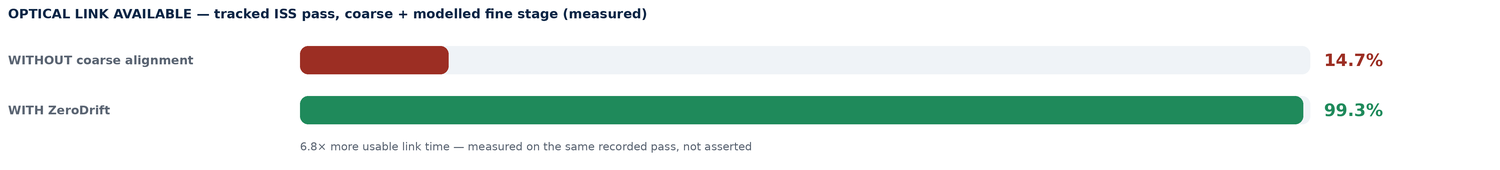 OPTICAL LINK AVAILABLE — tracked ISS pass, coarse + modelled fine stage (measured)
WITHOUT coarse alignment 14.7%
WITH ZeroDrift 99.3%
6.8× more usable link time — measured on the same recorded pass, not asserted